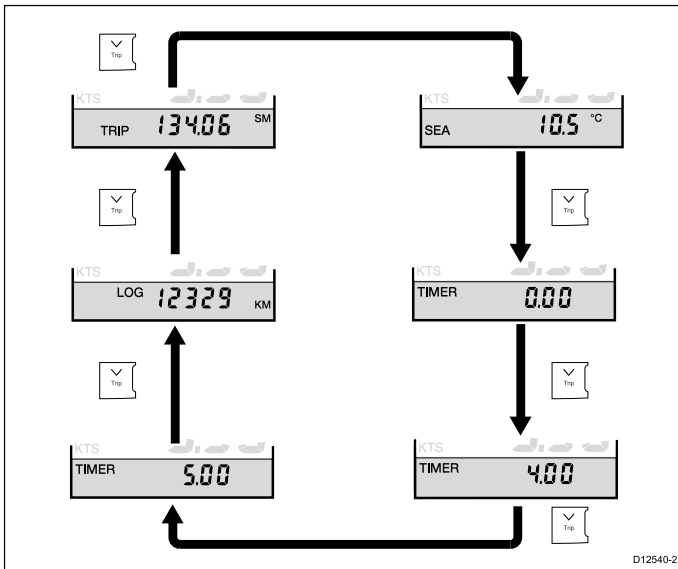 Trip
KTS
TRIP 134.06 SM
KTS
SEA 10.5 °C
Trip
Trip
KTS
LOG 12329 KM
KTS
TIMER 0.00
Trip
Trip
KTS
TIMER 5.00
KTS
TIMER 4.00
Trip
D12540-2